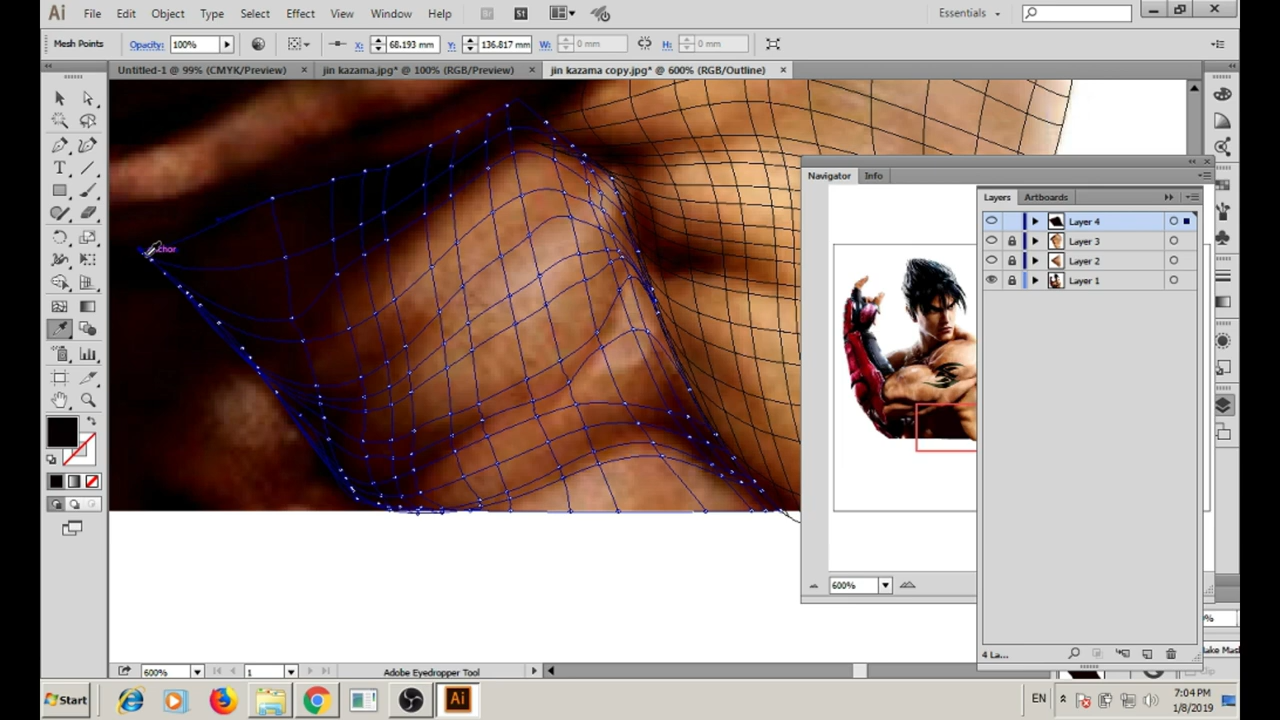 Ai File Edit Object Type Select Effect View Window Help Br St Essentials
Mesh Points Opacity: 100% X: 68.193 mm Y: 136.817 mm W: 0 mm H: 0 mm
Untitled-1 @ 99% (CMYK/Preview) × jin kazama.jpg* @ 100% (RGB/Preview) × jin kazama copy.jpg* @ 600% (RGB/Outline) ×
Navigator Info
Layers Artboards
Layer 4
Layer 3
Layer 2
Layer 1
600%
4 La...
600% 1 Adobe Eyedropper Tool
Start Ai EN 7:04 PM
1/8/2019